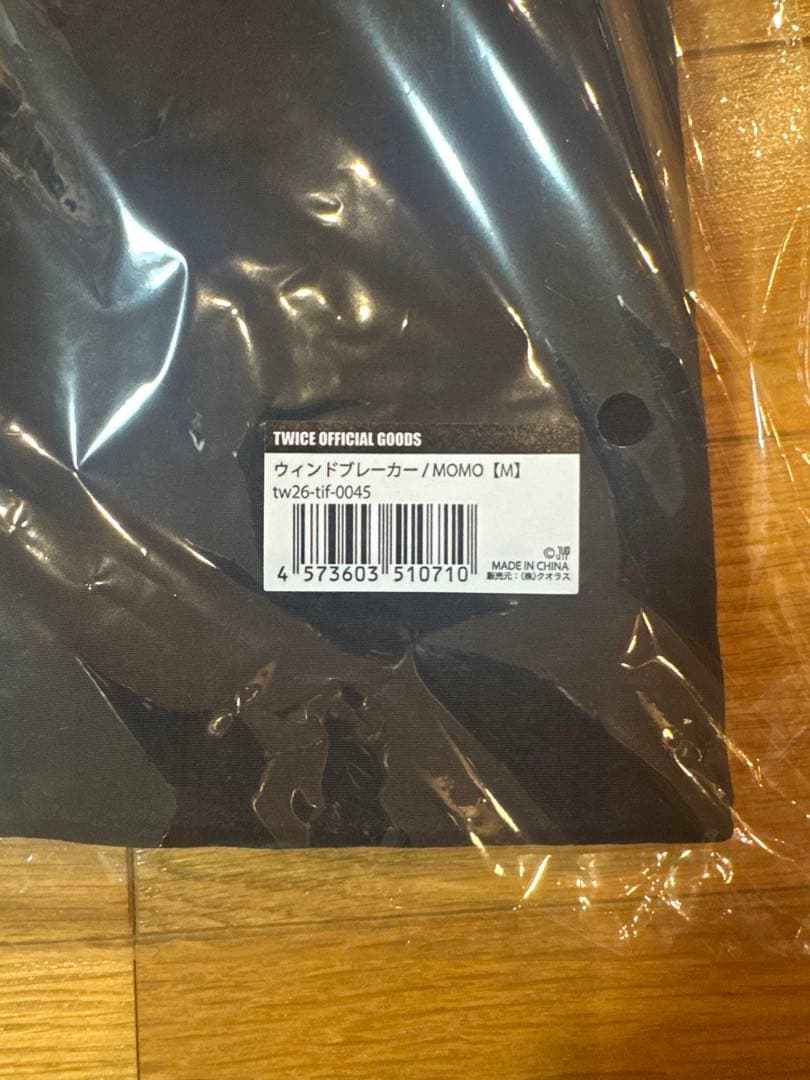 TWICE OFFICIAL GOODS
ウィンドブレーカー / MOMO【M】
tw26-tif-0045
4 573603 510710
© JYP
MADE IN CHINA
販売元:(株)クオラス